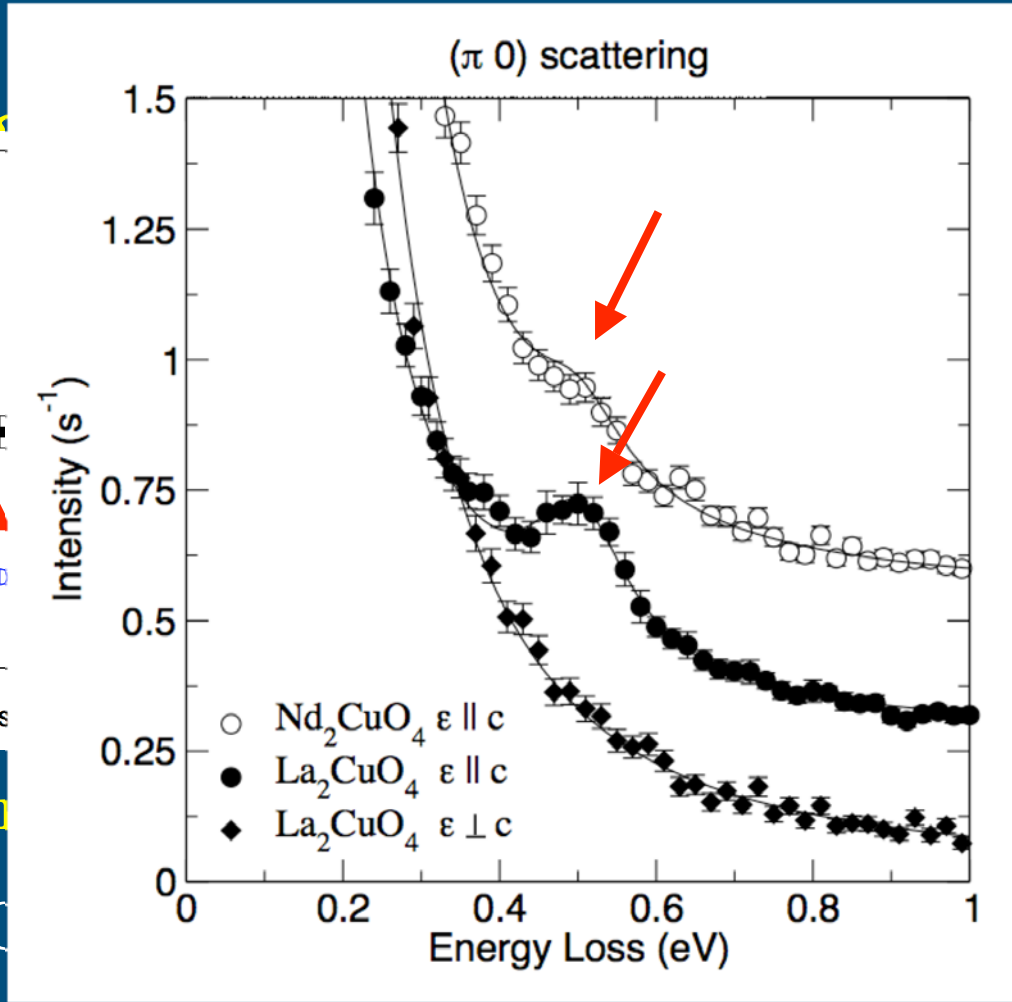 (π 0) scattering
1.5
1.25
1
0.75
0.5
0.25
0
Intensity (s⁻¹)
Nd₂CuO₄ ε || c
La₂CuO₄ ε || c
La₂CuO₄ ε ⊥ c
0 0.2 0.4 0.6 0.8 1
Energy Loss (eV)